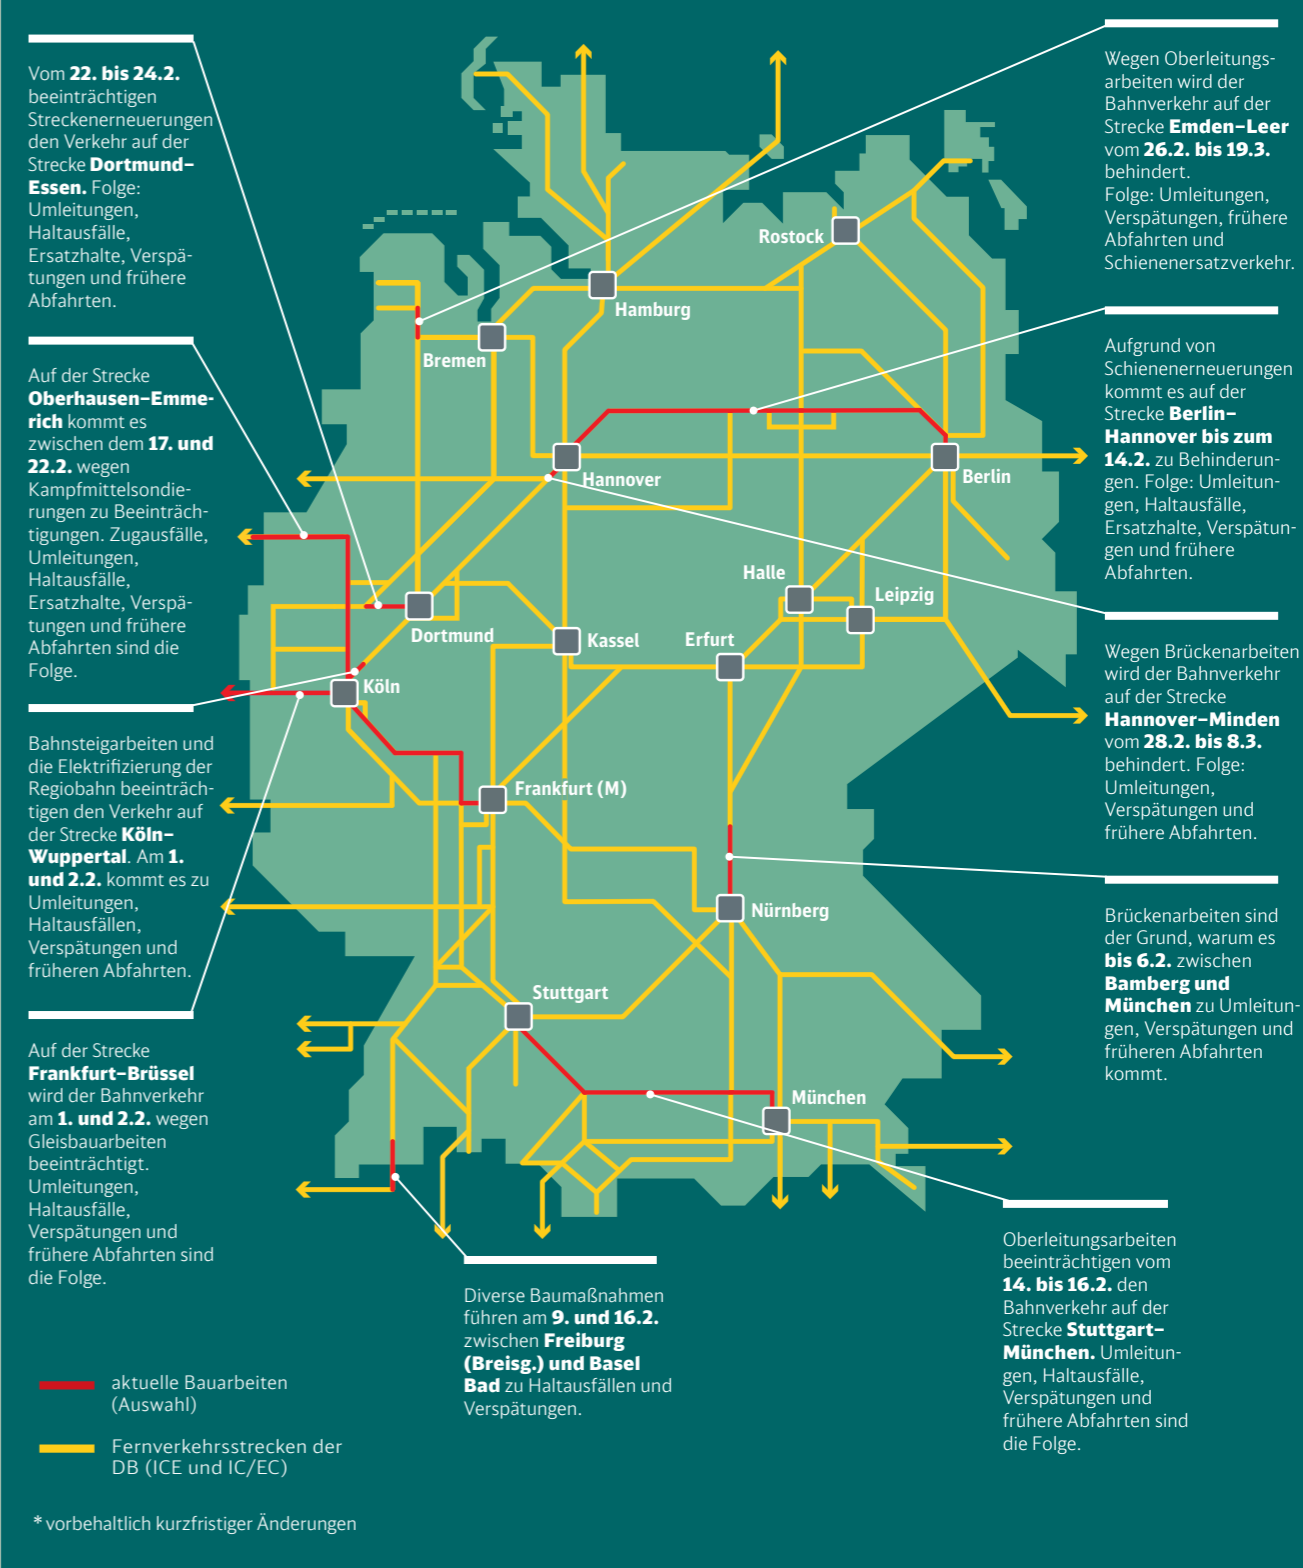 Vom 22. bis 24.2.
beeinträchtigen
Streckenerneuerungen
den Verkehr auf der
Strecke Dortmund–
Essen. Folge:
Umleitungen,
Haltausfälle,
Ersatzhalte, Verspä-
tungen und frühere
Abfahrten.
Auf der Strecke
Oberhausen–Emme-
rich kommt es
zwischen dem 17. und
22.2. wegen
Kampfmittelsondie-
rungen zu Beeinträch-
tigungen. Zugausfälle,
Umleitungen,
Haltausfälle,
Ersatzhalte, Verspä-
tungen und frühere
Abfahrten sind die
Folge.
Bahnsteigarbeiten und
die Elektrifizierung der
Regiobahn beeinträch-
tigen den Verkehr auf
der Strecke Köln–
Wuppertal. Am 1.
und 2.2. kommt es zu
Umleitungen,
Haltausfällen,
Verspätungen und
früheren Abfahrten.
Auf der Strecke
Frankfurt–Brüssel
wird der Bahnverkehr
am 1. und 2.2. wegen
Gleisbauarbeiten
beeinträchtigt.
Umleitungen,
Haltausfälle,
Verspätungen und
frühere Abfahrten sind
die Folge.
Rostock
Hamburg
Bremen
Hannover
Berlin
Halle
Leipzig
Dortmund
Kassel
Erfurt
Köln
Frankfurt (M)
Nürnberg
Stuttgart
München
Wegen Oberleitungs-
arbeiten wird der
Bahnverkehr auf der
Strecke Emden–Leer
vom 26.2. bis 19.3.
behindert.
Folge: Umleitungen,
Verspätungen, frühere
Abfahrten und
Schienenersatzverkehr.
Aufgrund von
Schienenerneuerungen
kommt es auf der
Strecke Berlin–
Hannover bis zum
14.2. zu Behinderun-
gen. Folge: Umleitun-
gen, Haltausfälle,
Ersatzhalte, Verspätun-
gen und frühere
Abfahrten.
Wegen Brückenarbeiten
wird der Bahnverkehr
auf der Strecke
Hannover–Minden
vom 28.2. bis 8.3.
behindert. Folge:
Umleitungen,
Verspätungen und
frühere Abfahrten.
Brückenarbeiten sind
der Grund, warum es
bis 6.2. zwischen
Bamberg und
München zu Umleitun-
gen, Verspätungen und
früheren Abfahrten
kommt.
Oberleitungsarbeiten
beeinträchtigen vom
14. bis 16.2. den
Bahnverkehr auf der
Strecke Stuttgart–
München. Umleitun-
gen, Haltausfälle,
Verspätungen und
frühere Abfahrten sind
die Folge.
Diverse Baumaßnahmen
führen am 9. und 16.2.
zwischen Freiburg
(Breisg.) und Basel
Bad zu Haltausfällen und
Verspätungen.
aktuelle Bauarbeiten
(Auswahl)
Fernverkehrsstrecken der
DB (ICE und IC/EC)
* vorbehaltlich kurzfristiger Änderungen